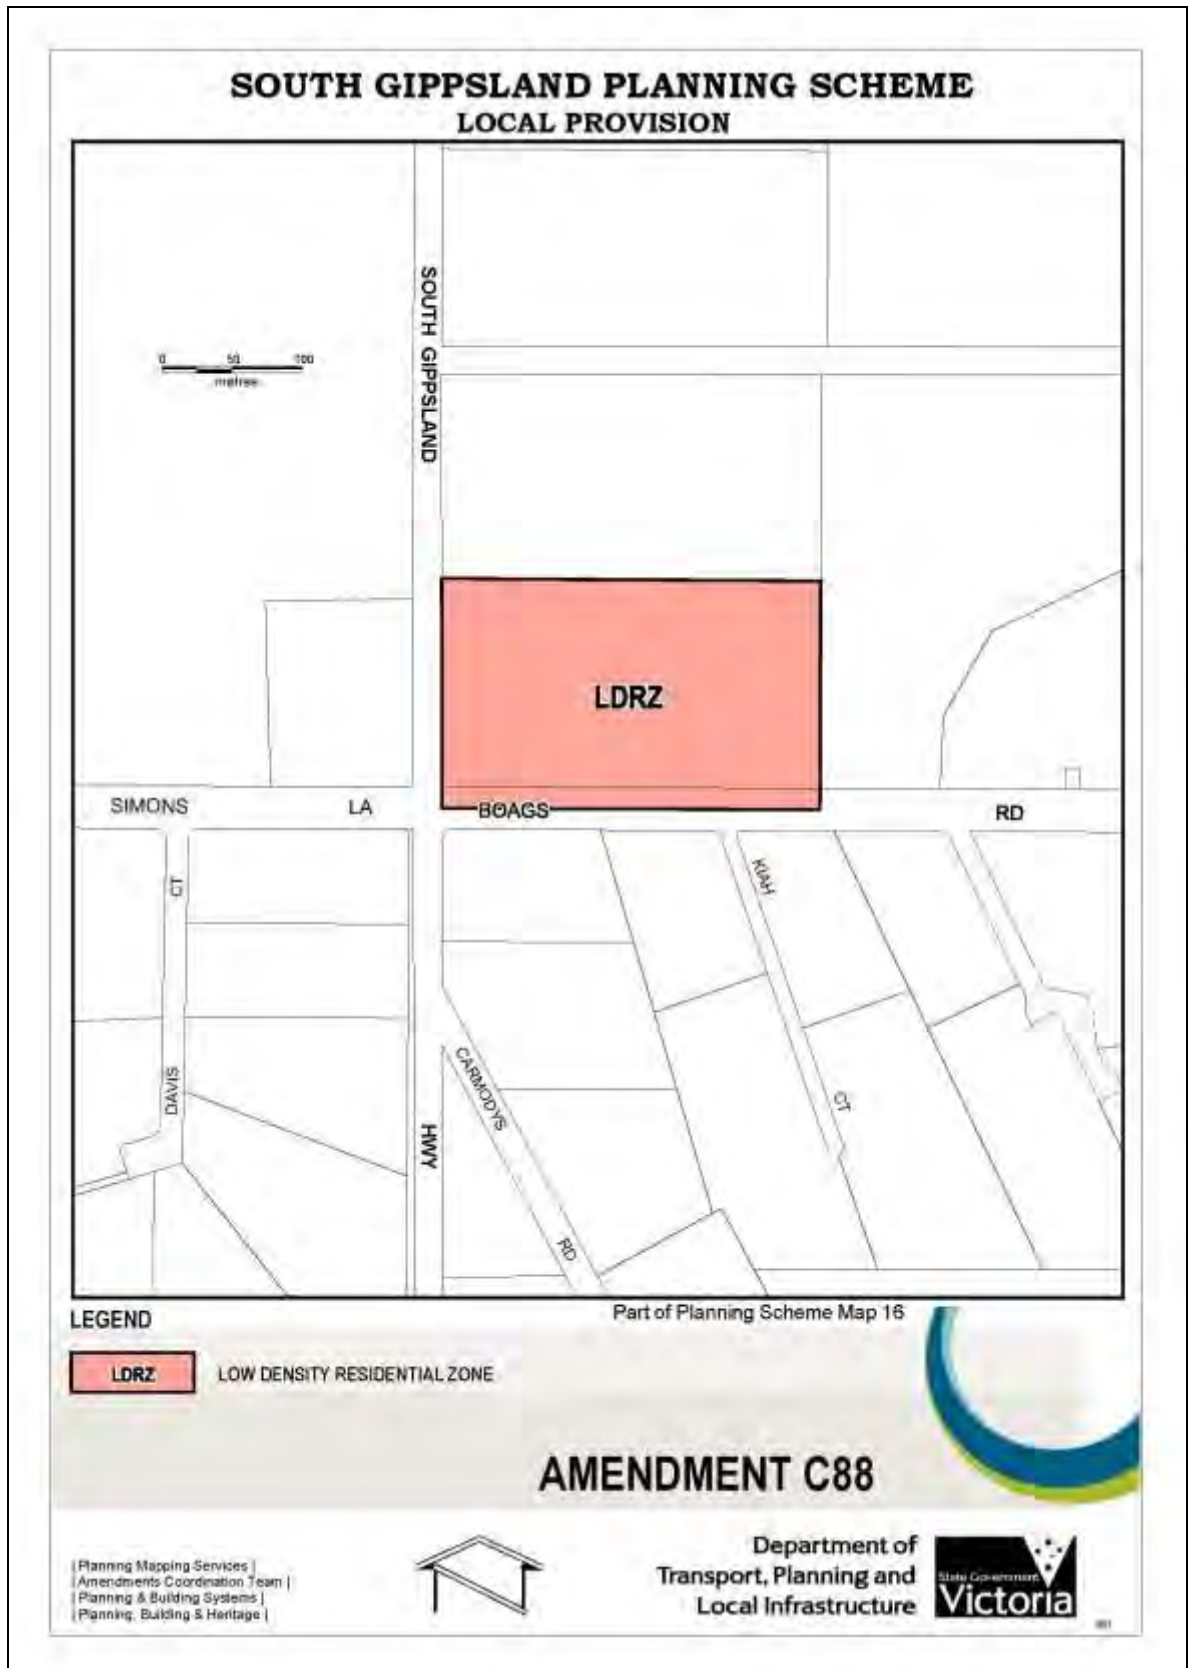 SOUTH GIPPSLAND PLANNING SCHEME
LOCAL PROVISION
SOUTH GIPPSLAND
0 50 100
metres
LDRZ
SIMONS LA BOAGS RD
CT
KIAH
DAVIS
CARMODYS
CT
HWY
RD
LEGEND
Part of Planning Scheme Map 16
LDRZ LOW DENSITY RESIDENTIAL ZONE
AMENDMENT C88
| Planning Mapping Services |
| Amendments Coordination Team |
| Planning & Building Systems |
| Planning, Building & Heritage |
Department of
Transport, Planning and
Local Infrastructure
State Government
Victoria